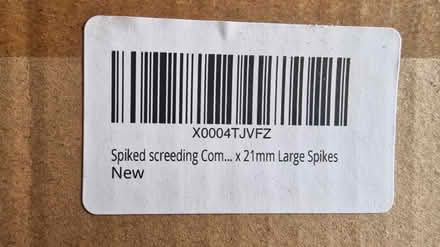 X0004TJVFZ
Spiked screeding Com... x 21mm Large Spikes
New